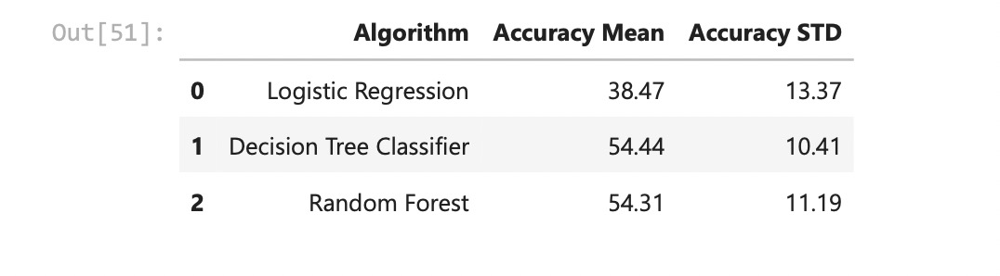 Out[51]: Algorithm Accuracy Mean Accuracy STD
0 Logistic Regression 38.47 13.37
1 Decision Tree Classifier 54.44 10.41
2 Random Forest 54.31 11.19